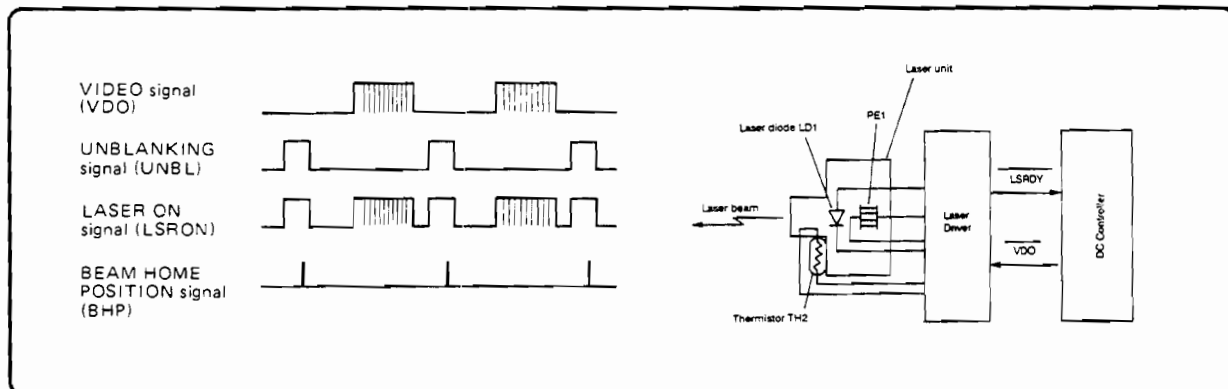 VIDEO signal
(VDO)
UNBLANKING
signal (UNBL)
LASER ON
signal (LSRON)
BEAM HOME
POSITION signal
(BHP)
Laser unit
PE1
Laser diode LD1
Laser beam
Thermistor TH2
Laser
Driver
LSRDY
VDO
DC Controller